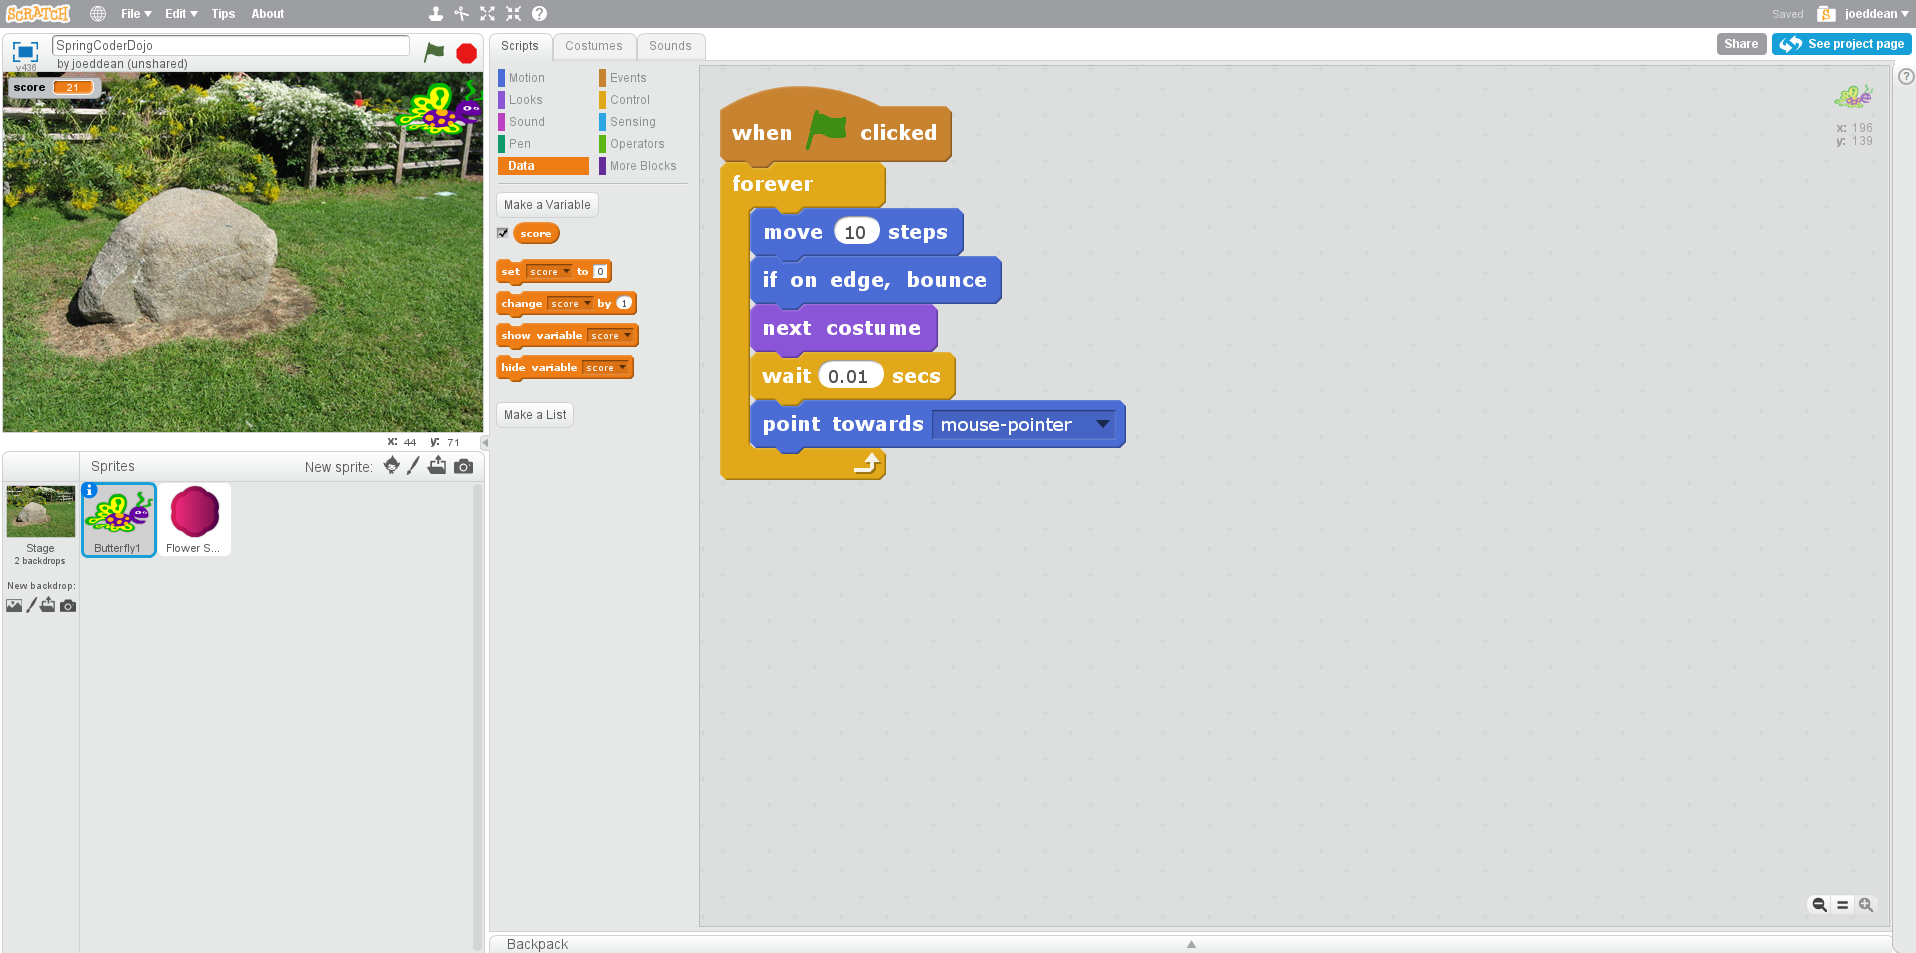 SCRATCH
File
Edit
Tips
About
Saved
joeddean
SpringCoderDojo
by joeddean (unshared)
v436
Scripts
Costumes
Sounds
Share
See project page
score 21
Motion
Looks
Sound
Pen
Data
Events
Control
Sensing
Operators
More Blocks
Make a Variable
score
set score to 0
change score by 1
show variable score
hide variable score
Make a List
when clicked
forever
move 10 steps
if on edge, bounce
next costume
wait 0.01 secs
point towards mouse-pointer
x: 196
y: 139
x: 44 y: 71
Sprites
New sprite:
Stage
2 backdrops
New backdrop:
Butterfly1
Flower S...
Backpack